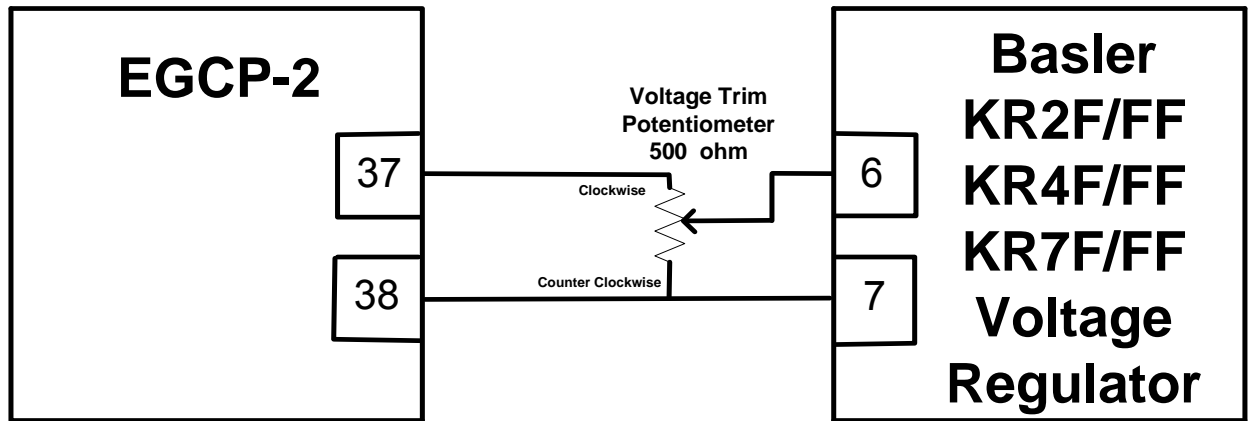 EGCP-2
37
38
Voltage Trim
Potentiometer
500 ohm
Clockwise
Counter Clockwise
6
7
Basler
KR2F/FF
KR4F/FF
KR7F/FF
Voltage
Regulator